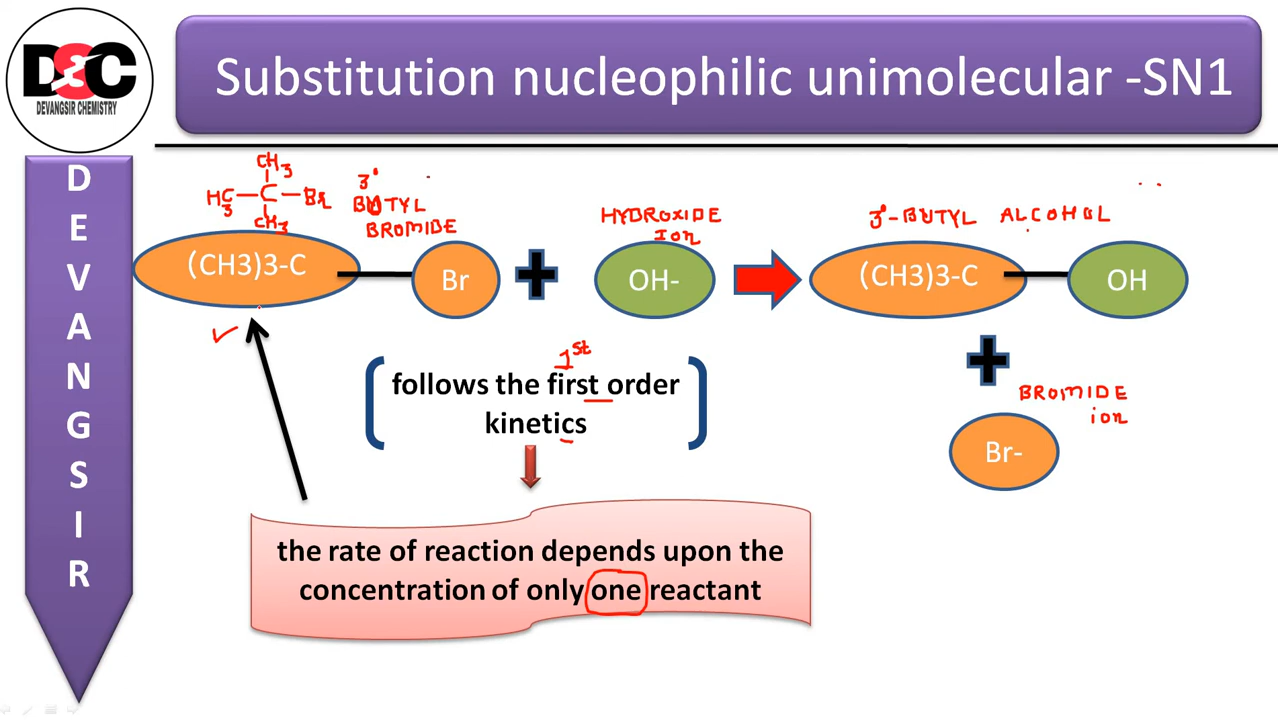 DSC
DEVANGSIR CHEMISTRY
Substitution nucleophilic unimolecular -SN1
D
E
V
A
N
G
S
I
R
CH3
H3C—C—Br
CH3
3°
BUTYL
BROMIDE
HYDROXIDE
Ion
3°-BUTYL ALCOHOL
(CH3)3-C
Br
+
OH-
(CH3)3-C
OH
1st
follows the first order
kinetics
+
BROMIDE
ion
Br-
the rate of reaction depends upon the
concentration of only one reactant